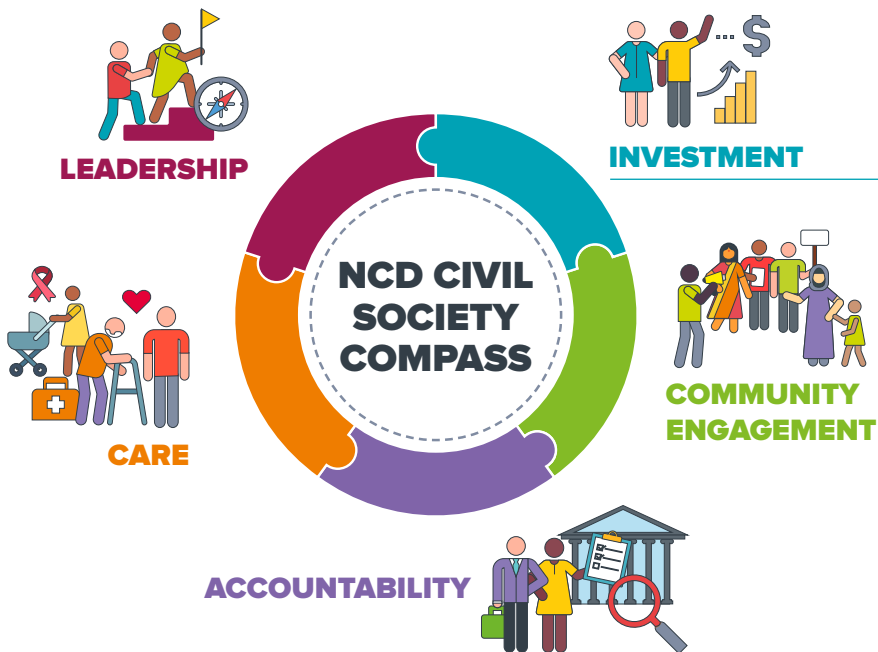 LEADERSHIP
$
INVESTMENT
NCD CIVIL
SOCIETY
COMPASS
COMMUNITY
ENGAGEMENT
CARE
ACCOUNTABILITY